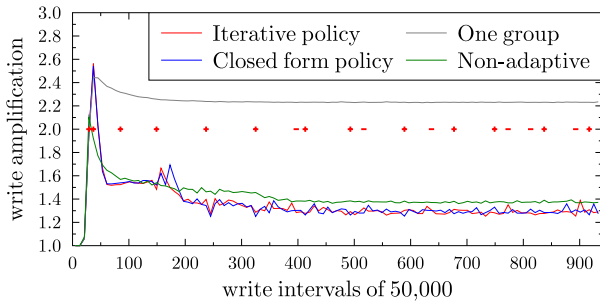 Iterative policy
One group
Closed form policy
Non-adaptive
write amplification
3.0
2.8
2.6
2.4
2.2
2.0
1.8
1.6
1.4
1.2
1.0
0 100 200 300 400 500 600 700 800 900
write intervals of 50,000